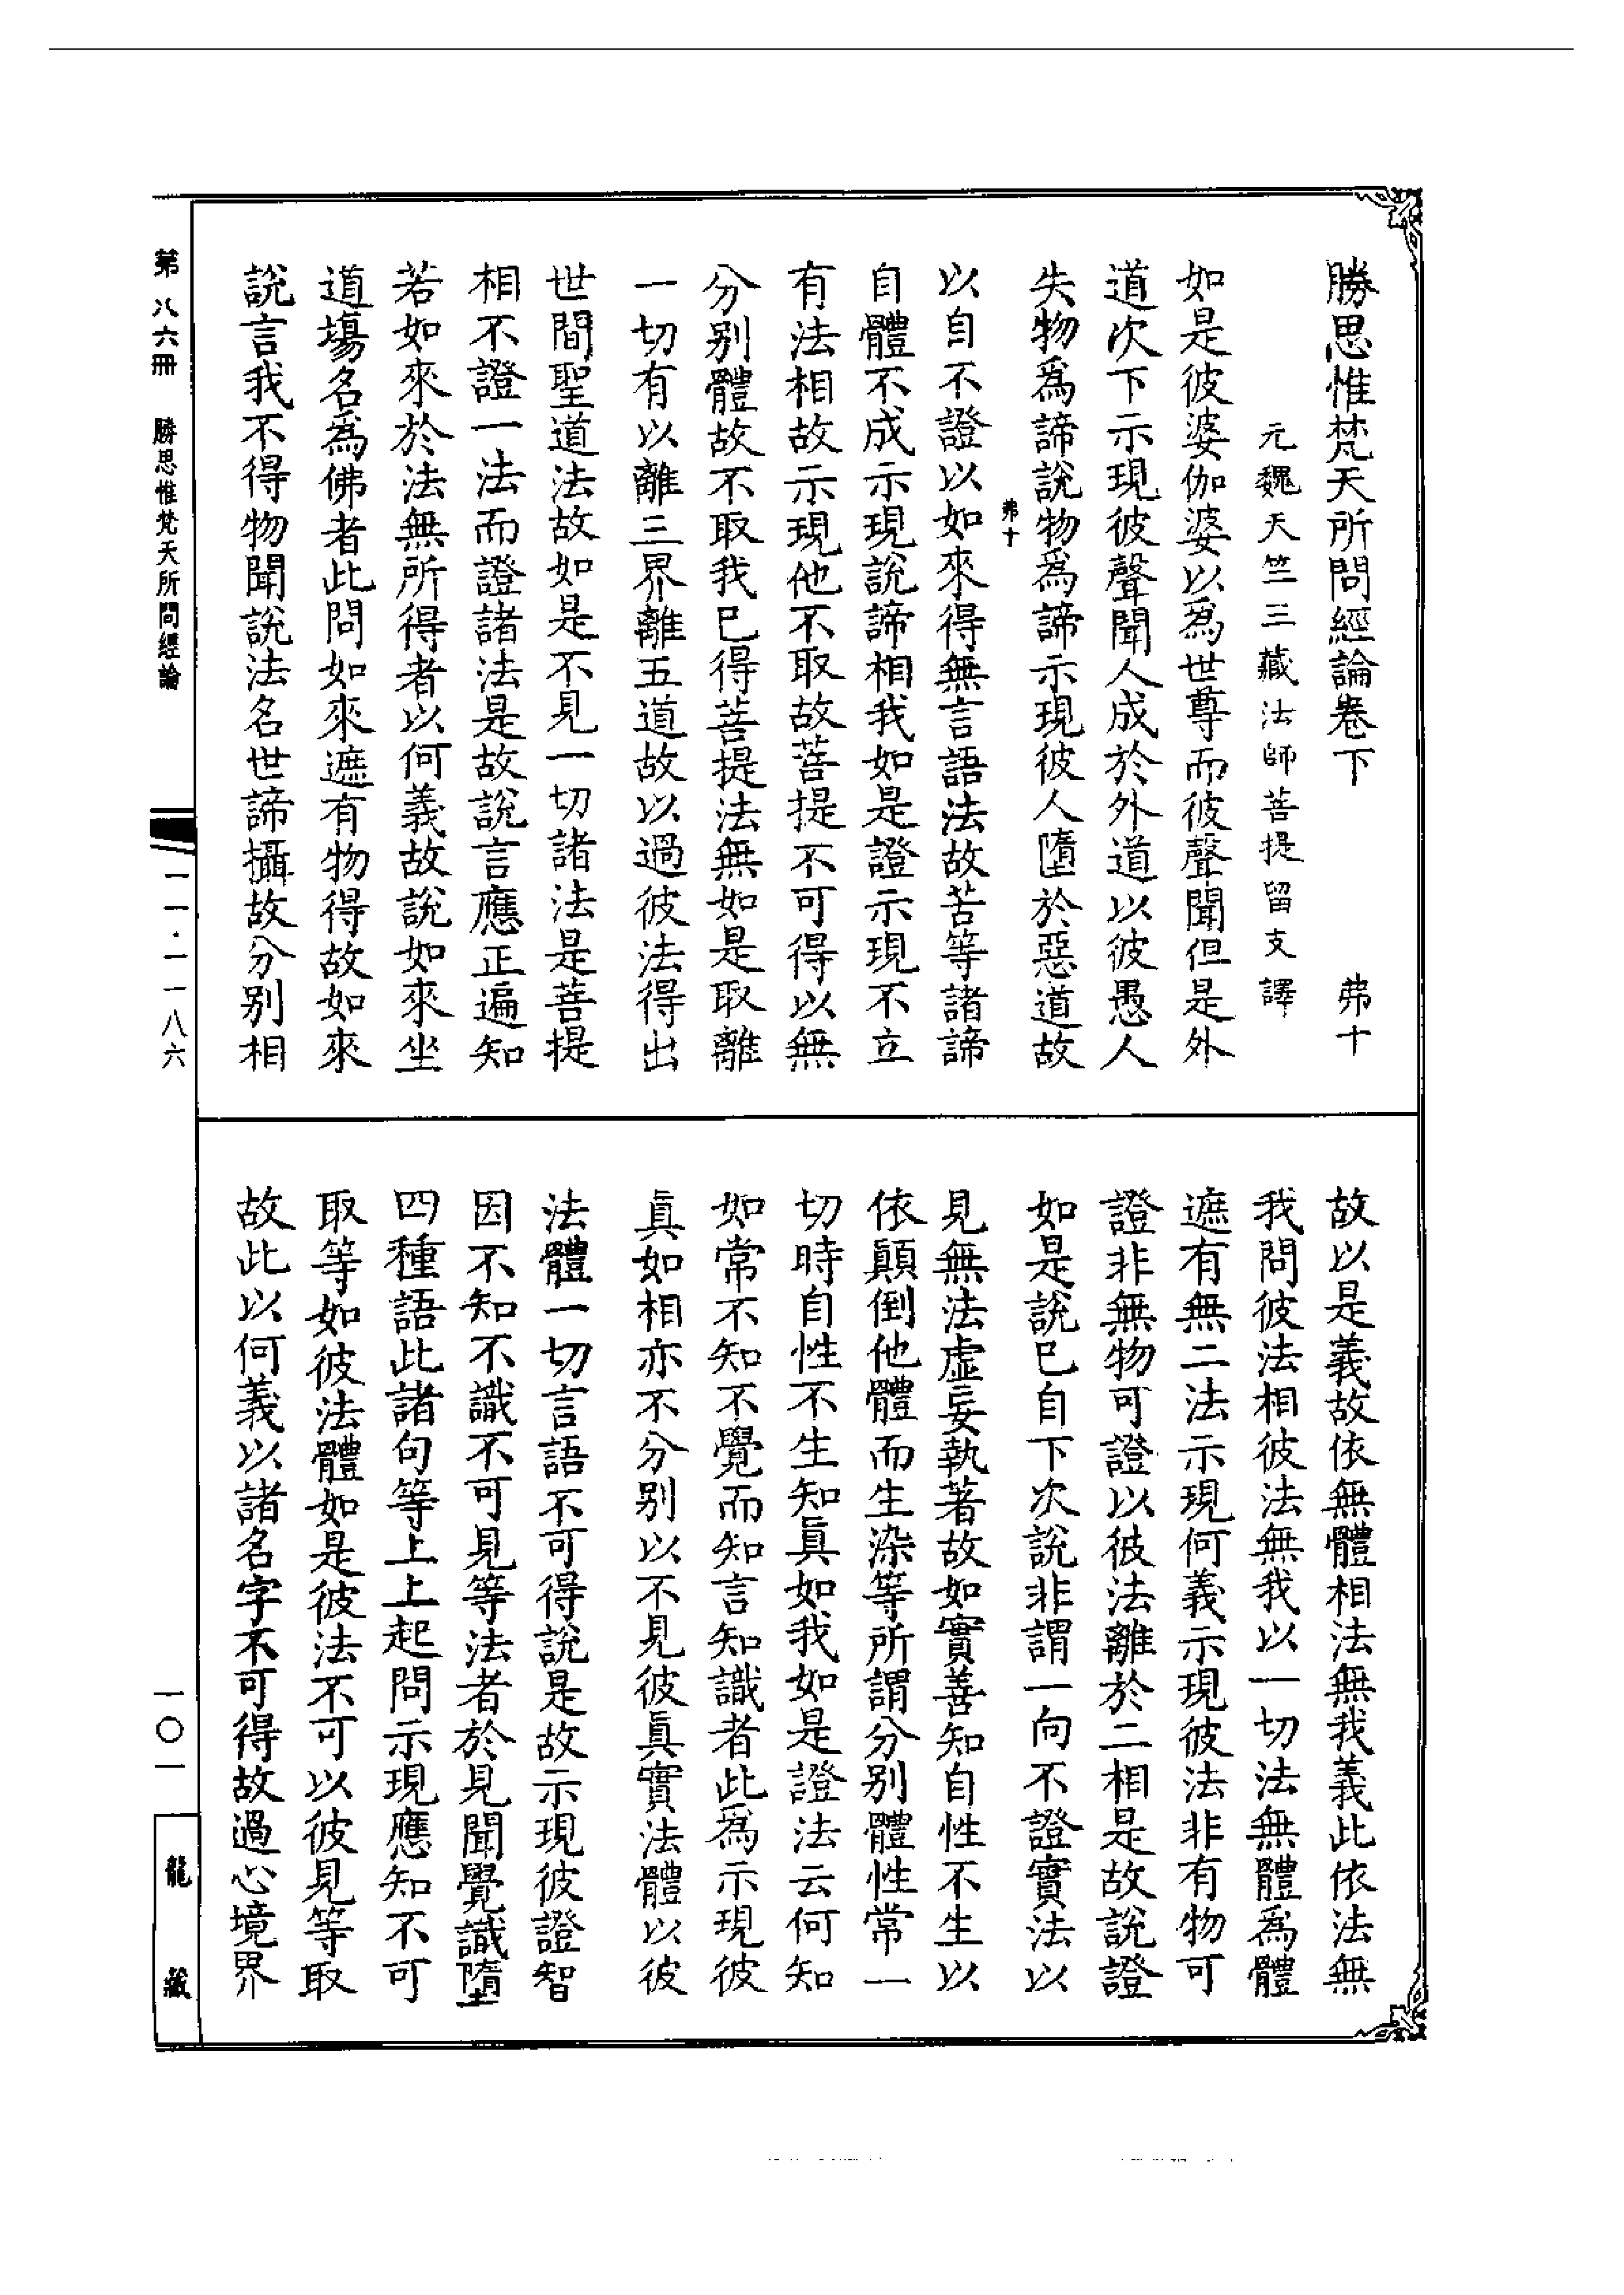 勝思惟梵天所問經論卷下　弗十
元魏天竺三藏法師菩提留支譯
如是彼婆伽婆以爲世尊而彼聲聞但是外
道次下示現彼聲聞人成於外道以彼愚人
失物爲諦說物爲諦示現彼人墮於惡道故
弗十
以自不證以如來得無言語法故苦等諸諦
自體不成示現說諦相我如是證示現不立
有法相故示現他不取故菩提不可得以無
分別體故不取我已得菩提法無如是取離
一切有以離三界離五道故以過彼法得出
世間聖道法故如是不見一切諸法是菩提
相不證一法而證諸法是故說言應正遍知
若如來於法無所得者以何義故說如來坐
道場名爲佛者此問如來遮有物得故如來
說言我不得物聞說法名世諦攝故分別相
故以是義故依無體相法無我義此依法無
我問彼法相彼法無我以一切法無體爲體
遮有無二法示現何義示現彼法非有物可
證非無物可證以彼法離於二相是故說證
如是說已自下次說非謂一向不證實法以
見無法虛妄執著故如實善知自性不生以
依顛倒他體而生染等所謂分別體性常一
切時自性不生知眞如我如是證法云何知
如常不知不覺而知言知識者此爲示現彼
眞如相亦不分別以不見彼眞實法體以彼
法體一切言語不可得說是故示現彼證智
因不知不識不可見等法者於見聞覺識墮
四種語此諸句等上上起問示現應知不可
取等如彼法體如是彼法不可以彼見等取
故此以何義以諸名字不可得故過心境界
第八六冊　勝思惟梵天所問經論
一一·一一八六
一〇一
龍藏